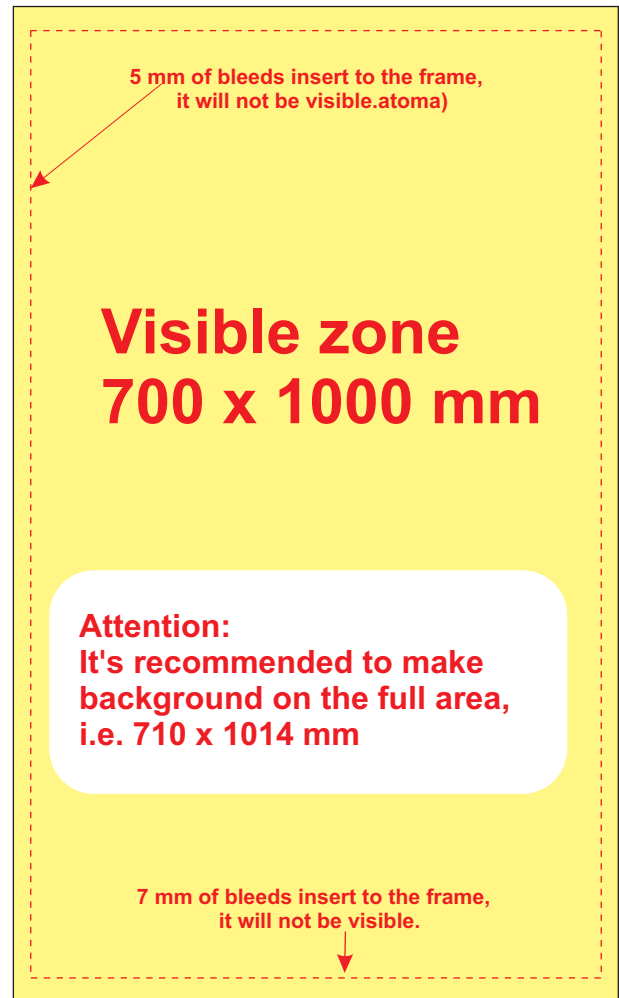 5 mm of bleeds insert to the frame,
it will not be visible.atoma)
Visible zone
700 x 1000 mm
Attention:
It's recommended to make
background on the full area,
i.e. 710 x 1014 mm
7 mm of bleeds insert to the frame,
it will not be visible.